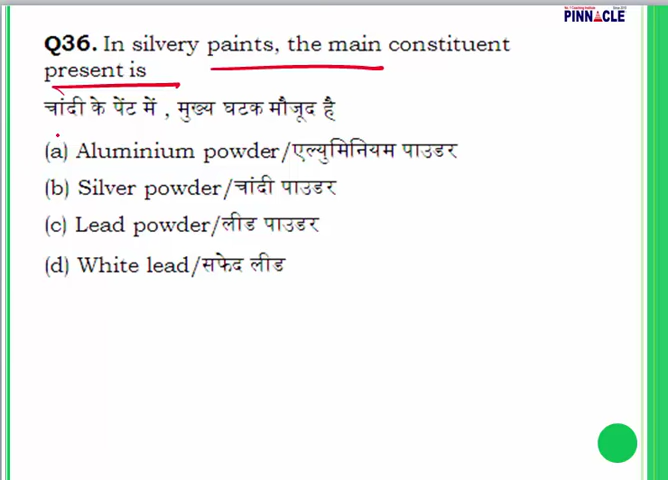 PINNACLE
Q36. In silvery paints, the main constituent
present is
चांदी के पेंट में , मुख्य घटक मौजूद है
(a) Aluminium powder/एल्युमिनियम पाउडर
(b) Silver powder/चांदी पाउडर
(c) Lead powder/लीड पाउडर
(d) White lead/सफेद लीड